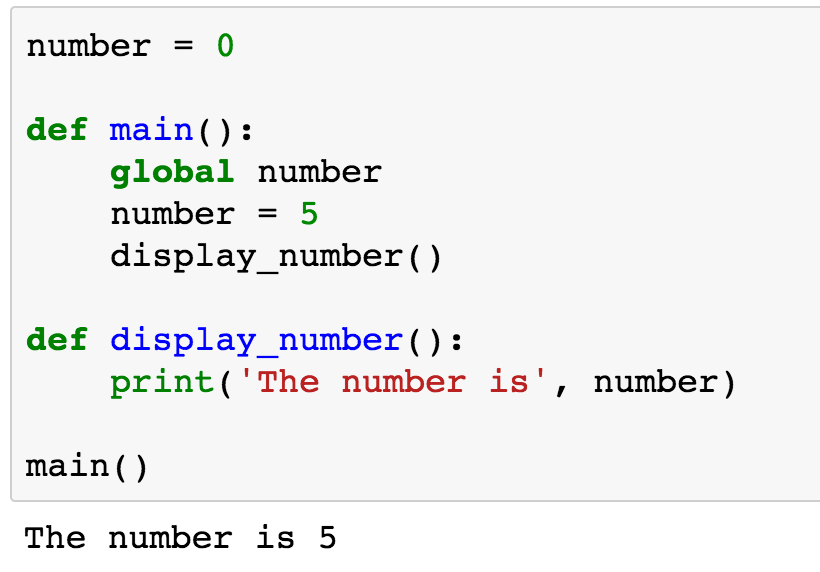 number = 0
def main():
    global number
    number = 5
    display_number()
def display_number():
    print('The number is', number)
main()
The number is 5